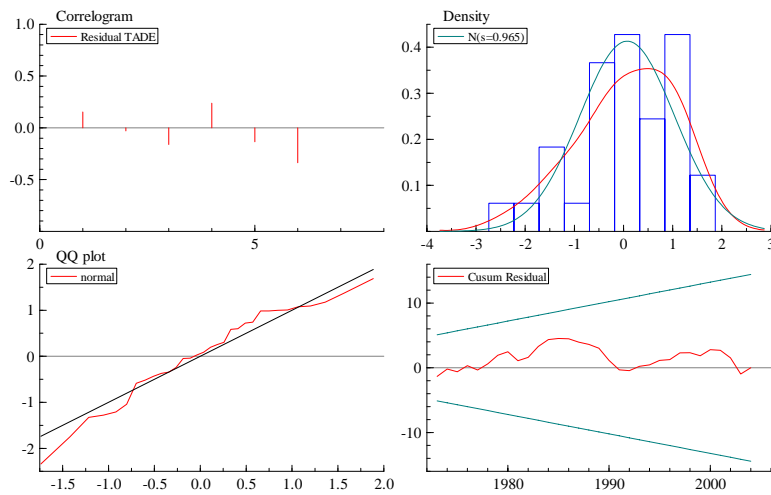 Correlogram
Residual TADE
1.0
0.5
0.0
-0.5
0 5
Density
N(s=0.965)
0.4
0.3
0.2
0.1
-4 -3 -2 -1 0 1 2 3
QQ plot
normal
2
1
0
-1
-2
-1.5 -1.0 -0.5 0.0 0.5 1.0 1.5 2.0
Cusum Residual
10
0
-10
1980 1990 2000